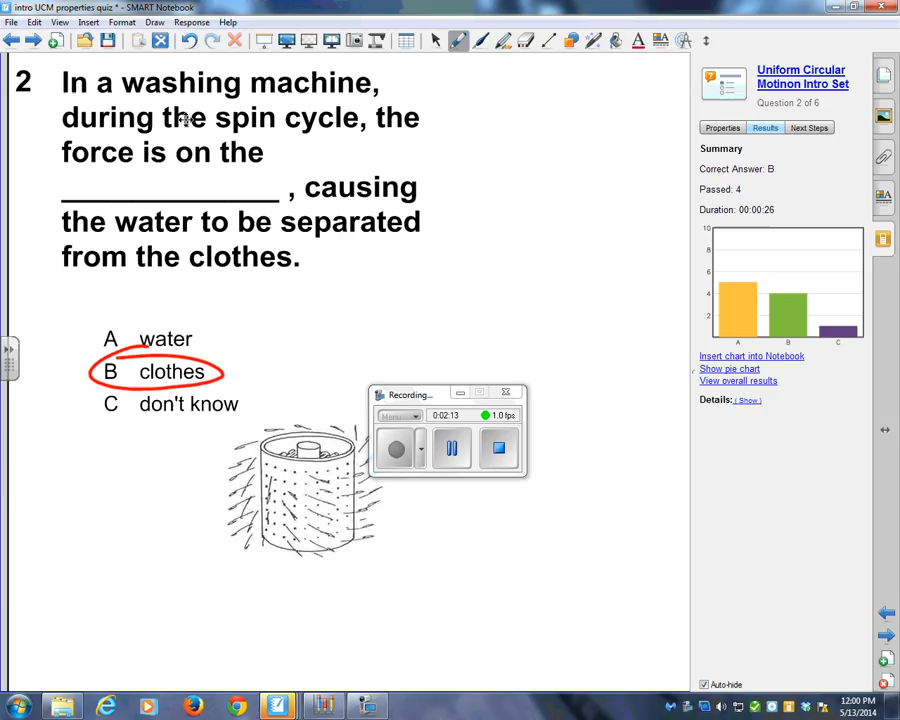 intro UCM properties quiz * - SMART Notebook
File Edit View Insert Format Draw Response Help
2 In a washing machine,
during the spin cycle, the
force is on the
_____________ , causing
the water to be separated
from the clothes.
A water
B clothes
C don't know
Recording...
Menu
0:02:13 1.0 fps
Uniform Circular
Motinon Intro Set
Question 2 of 6
Properties Results Next Steps
Summary
Correct Answer: B
Passed: 4
Duration: 00:00:26
10
8
6
4
2
A B C
Insert chart into Notebook
Show pie chart
View overall results
Details: ( Show )
Auto-hide
12:00 PM
5/13/2014